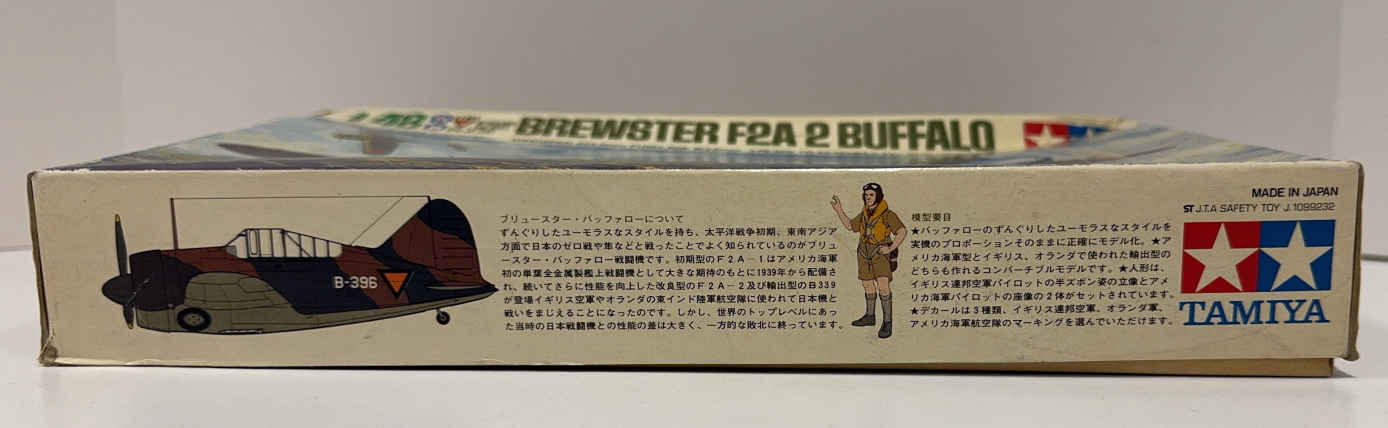 BREWSTER F2A 2 BUFFALO
B-396
ブリュースター・バッファローについて
ずんぐりしたユーモラスなスタイルを持ち、太平洋戦争初期、東南アジア
方面で日本のゼロ戦や隼などと戦ったことでよく知られているのがブリュ
ースター・バッファロー戦闘機です。初期型のF2A-1はアメリカ海軍
初の単葉全金属製艦上戦闘機として大きな期待のもとに1939年から配備さ
れ、続いてさらに性能を向上した改良型のF2A-2及び輸出型のB339
が登場イギリス空軍やオランダの東インド陸軍航空隊に使われて日本機と
戦いをまじえることになったのです。しかし、世界のトップレベルにあっ
た当時の日本戦闘機との性能の差は大きく、一方的な敗北に終っています。
模型要目
★バッファローのずんぐりしたユーモラスなスタイルを
実機のプロポーションそのままに正確にモデル化。★ア
メリカ海軍型とイギリス、オランダで使われた輸出型の
どちらも作れるコンバーチブルモデルです。★人形は、
イギリス連邦空軍パイロットの半ズボン姿の立像とアメ
リカ海軍パイロットの座像の2体がセットされています。
★デカールは3種類、イギリス連邦空軍、オランダ軍、
アメリカ海軍航空隊のマーキングを選んでいただけます。
MADE IN JAPAN
ST J.T.A SAFETY TOY J.1099232
TAMIYA